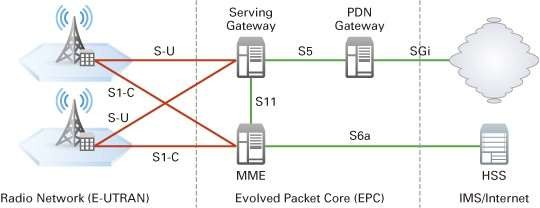 Serving
Gateway
PDN
Gateway
S-U
S5
SGi
S1-C
S11
S-U
S6a
S1-C
MME
HSS
Radio Network (E-UTRAN)
Evolved Packet Core (EPC)
IMS/Internet